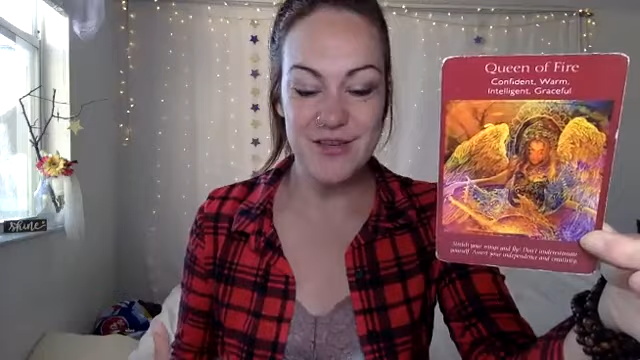 Queen of Fire
Confident, Warm,
Intelligent, Graceful
Stretch your wings and fly! Don't underestimate
yourself. Assert your independence and creativity.
shine